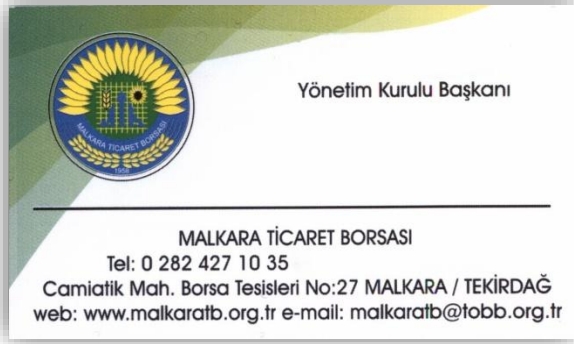 Yönetim Kurulu Başkanı
MALKARA TİCARET BORSASI
1958
MALKARA TİCARET BORSASI
Tel: 0 282 427 10 35
Camiatik Mah. Borsa Tesisleri No:27 MALKARA / TEKİRDAĞ
web: www.malkaratb.org.tr e-mail: malkaratb@tobb.org.tr